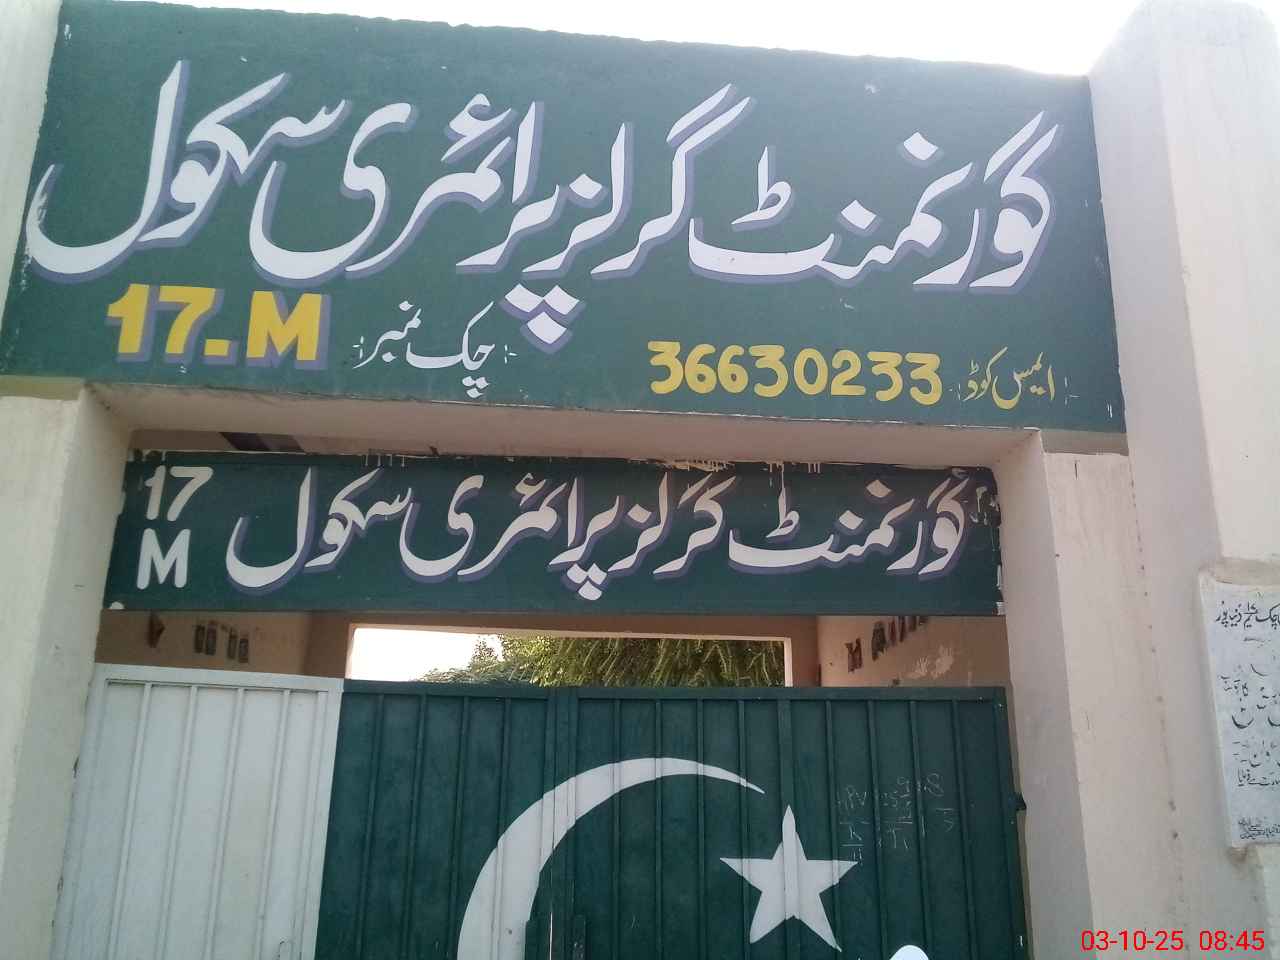 گورنمنٹ گرلز پرائمری سکول
ایمس کوڈ 36630233
چک نمبر 17.M
گورنمنٹ گرلز پرائمری سکول
17
M
03-10-25 08:45